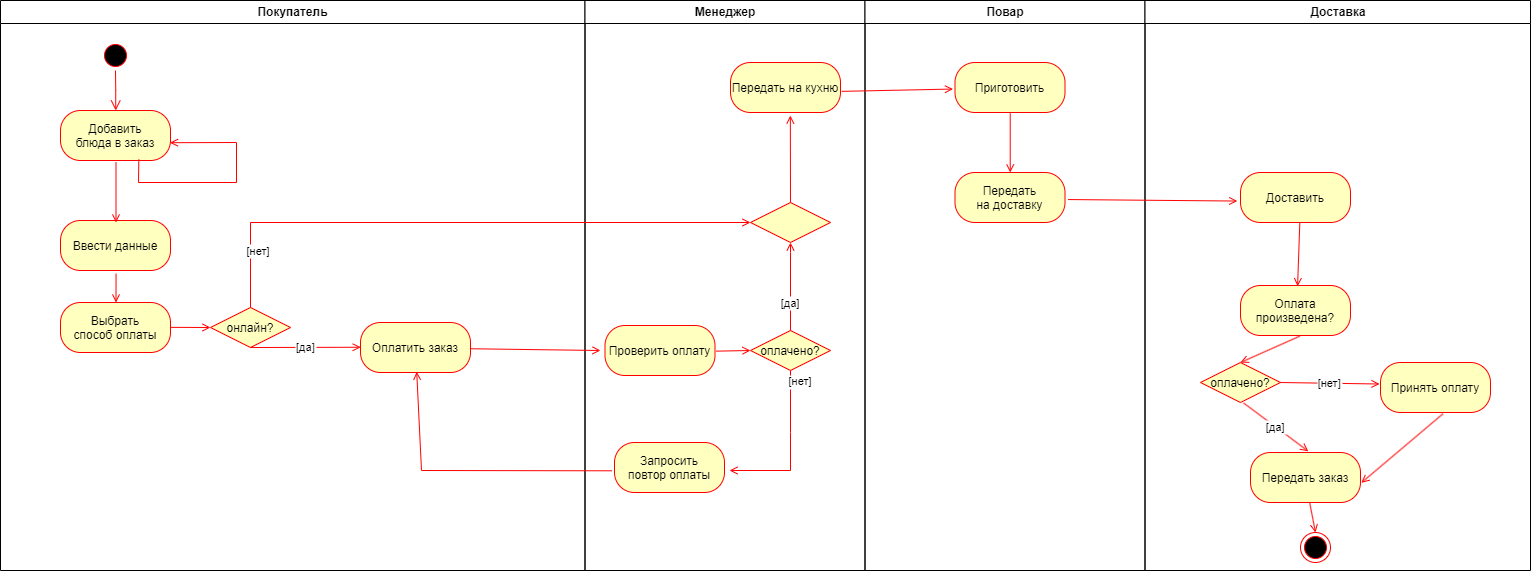 Покупатель
Менеджер
Повар
Доставка
Добавить
блюда в заказ
Ввести данные
Выбрать
способ оплаты
онлайн?
[нет]
[да]
Оплатить заказ
Передать на кухню
[да]
Проверить оплату
оплачено?
[нет]
Запросить
повтор оплаты
Приготовить
Передать
на доставку
Доставить
Оплата
произведена?
оплачено?
[нет]
Принять оплату
[да]
Передать заказ